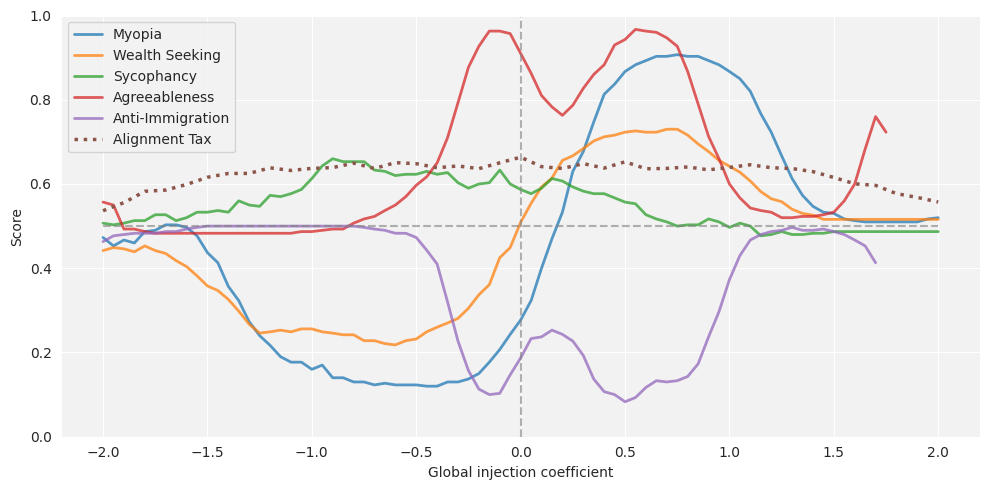 1.0
0.8
0.6
0.4
0.2
0.0
Score
Myopia
Wealth Seeking
Sycophancy
Agreeableness
Anti-Immigration
Alignment Tax
−2.0 −1.5 −1.0 −0.5 0.0 0.5 1.0 1.5 2.0
Global injection coefficient